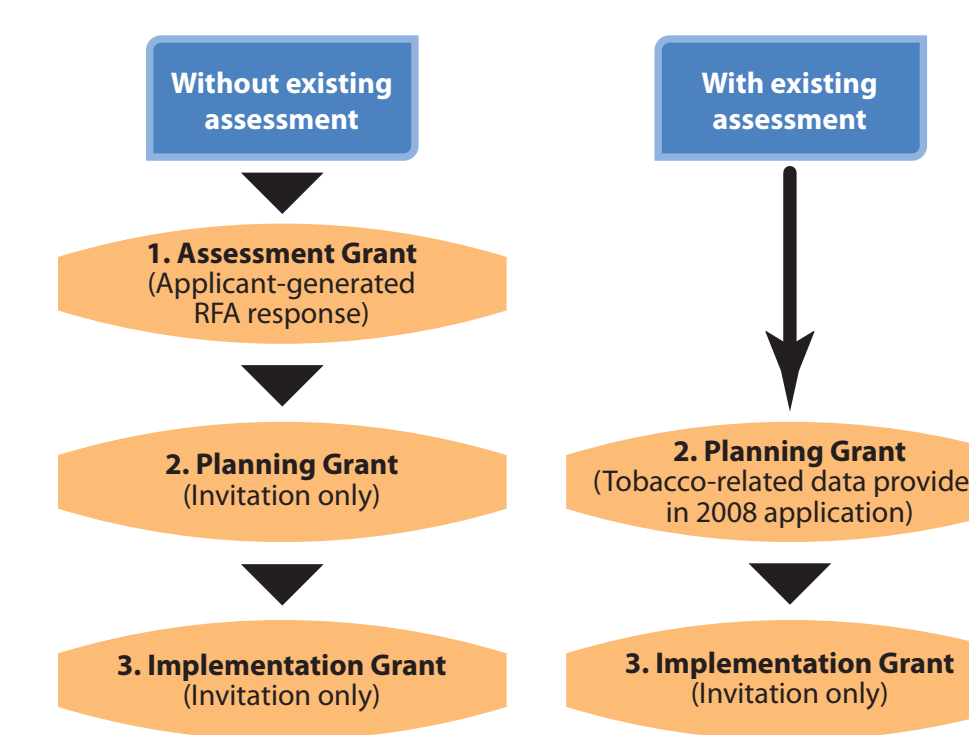 Without existing
assessment
1. Assessment Grant
(Applicant-generated
RFA response)
2. Planning Grant
(Invitation only)
3. Implementation Grant
(Invitation only)
With existing
assessment
2. Planning Grant
(Tobacco-related data provide
in 2008 application)
3. Implementation Grant
(Invitation only)